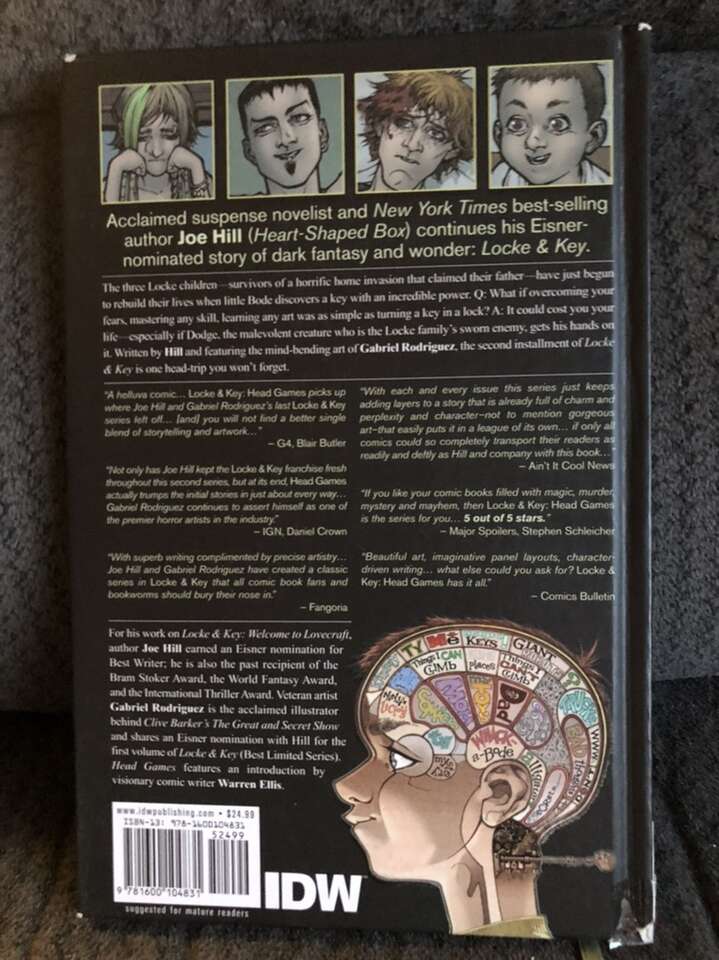 Acclaimed suspense novelist and New York Times best-selling
author Joe Hill (Heart-Shaped Box) continues his Eisner-
nominated story of dark fantasy and wonder: Locke & Key.
The three Locke children—survivors of a horrific home invasion that claimed their father—have just begun
to rebuild their lives when little Bode discovers a key with an incredible power. Q: What if overcoming your
fears, mastering any skill, learning any art was as simple as turning a key in a lock? A: It could cost you your
life—especially if Dodge, the malevolent creature who is the Locke family's sworn enemy, gets his hands on
it. Written by Hill and featuring the mind-bending art of Gabriel Rodriguez, the second installment of Locke
& Key is one head-trip you won't forget.
"A helluva comic... Locke & Key: Head Games picks up
where Joe Hill and Gabriel Rodriguez's last Locke & Key
series left off... [and] you will not find a better single
blend of storytelling and artwork..."
– G4, Blair Butler
"Not only has Joe Hill kept the Locke & Key franchise fresh
throughout this second series, but at its end, Head Games
actually trumps the initial stories in just about every way...
Gabriel Rodriguez continues to assert himself as one of
the premier horror artists in the industry."
– IGN, Daniel Crown
"With superb writing complimented by precise artistry...
Joe Hill and Gabriel Rodriguez have created a classic
series in Locke & Key that all comic book fans and
bookworms should bury their nose in."
– Fangoria
"With each and every issue this series just keeps
adding layers to a story that is already full of charm and
perplexity and character–not to mention gorgeous
art–that easily puts it in a league of its own... if only all
comics could so completely transport their readers as
readily and deftly as Hill and company with this book..."
– Ain't It Cool News
"If you like your comic books filled with magic, murder,
mystery and mayhem, then Locke & Key: Head Games
is the series for you... 5 out of 5 stars."
– Major Spoilers, Stephen Schleicher
"Beautiful art, imaginative panel layouts, character
driven writing... what else could you ask for? Locke &
Key: Head Games has it all."
– Comics Bulletin
For his work on Locke & Key: Welcome to Lovecraft,
author Joe Hill earned an Eisner nomination for
Best Writer; he is also the past recipient of the
Bram Stoker Award, the World Fantasy Award,
and the International Thriller Award. Veteran artist
Gabriel Rodriguez is the acclaimed illustrator
behind Clive Barker's The Great and Secret Show
and shares an Eisner nomination with Hill for the
first volume of Locke & Key (Best Limited Series).
Head Games features an introduction by
visionary comic writer Warren Ellis.
TY
Me
KEYS
GIANT
Things I CAN
CliMb
places
Things I
CAN'T
CliMb
MOM
Dad
WHACK-
a-Bode
www.idwpublishing.com • $24.99
ISBN-13: 978-1600104831
52499
9 781600 104831
suggested for mature readers
IDW